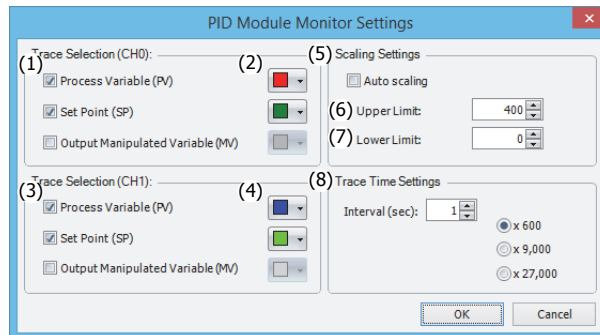 PID Module Monitor Settings
(1) Trace Selection (CH0):
Process Variable (PV) (2)
Set Point (SP)
Output Manipulated Variable (MV)
(3) Trace Selection (CH1):
Process Variable (PV) (4)
Set Point (SP)
Output Manipulated Variable (MV)
(5) Scaling Settings
Auto scaling
(6) Upper Limit: 400
(7) Lower Limit: 0
(8) Trace Time Settings
Interval (sec): 1
x 600
x 9,000
x 27,000
OK Cancel